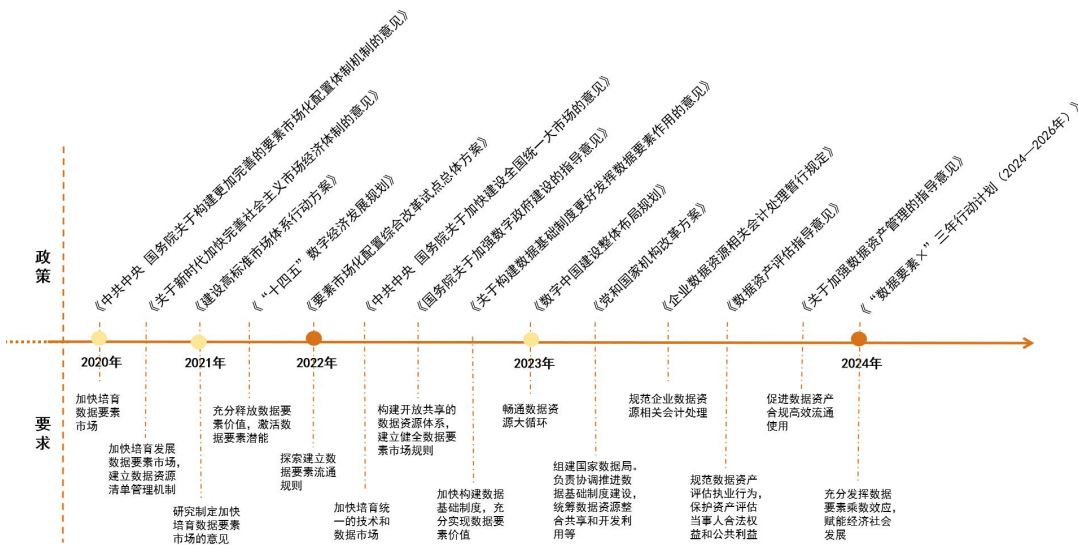 政
策
《中共中央 国务院关于构建更加完善的要素市场化配置体制机制的意见》
《关于新时代加快完善社会主义市场经济体制的意见》
《建设高标准市场体系行动方案》
《“十四五”数字经济发展规划》
《要素市场化配置综合改革试点总体方案》
《中共中央 国务院关于加快建设全国统一大市场的意见》
《国务院关于加强数字政府建设的指导意见》
《关于构建数据基础制度更好发挥数据要素作用的意见》
《数字中国建设整体布局规划》
《党和国家机构改革方案》
《企业数据资源相关会计处理暂行规定》
《数据资产评估指导意见》
《关于加强数据资产管理的指导意见》
《“数据要素×”三年行动计划（2024—2026年）》
2020年
2021年
2022年
2023年
2024年
要
求
加快培育
数据要素
市场
加快培育发展
数据要素市场，
建立数据资源
清单管理机制
研究制定加快
培育数据要素
市场的意见
充分释放数据要
素价值，激活数
据要素潜能
探索建立数
据要素流通
规则
加快培育统
一的技术和
数据市场
构建开放共享的
数据资源体系，
建立健全数据要
素市场规则
加快构建数据
基础制度，充
分实现数据要
素价值
畅通数据资
源大循环
组建国家数据局。
负责协调推进数
据基础制度建设，
统筹数据资源整
合共享和开发利
用等
规范企业数据资
源相关会计处理
规范数据资产
评估执业行为，
保护资产评估
当事人合法权
益和公共利益
促进数据资产
合规高效流通
使用
充分发挥数据
要素乘数效应，
赋能经济社会
发展